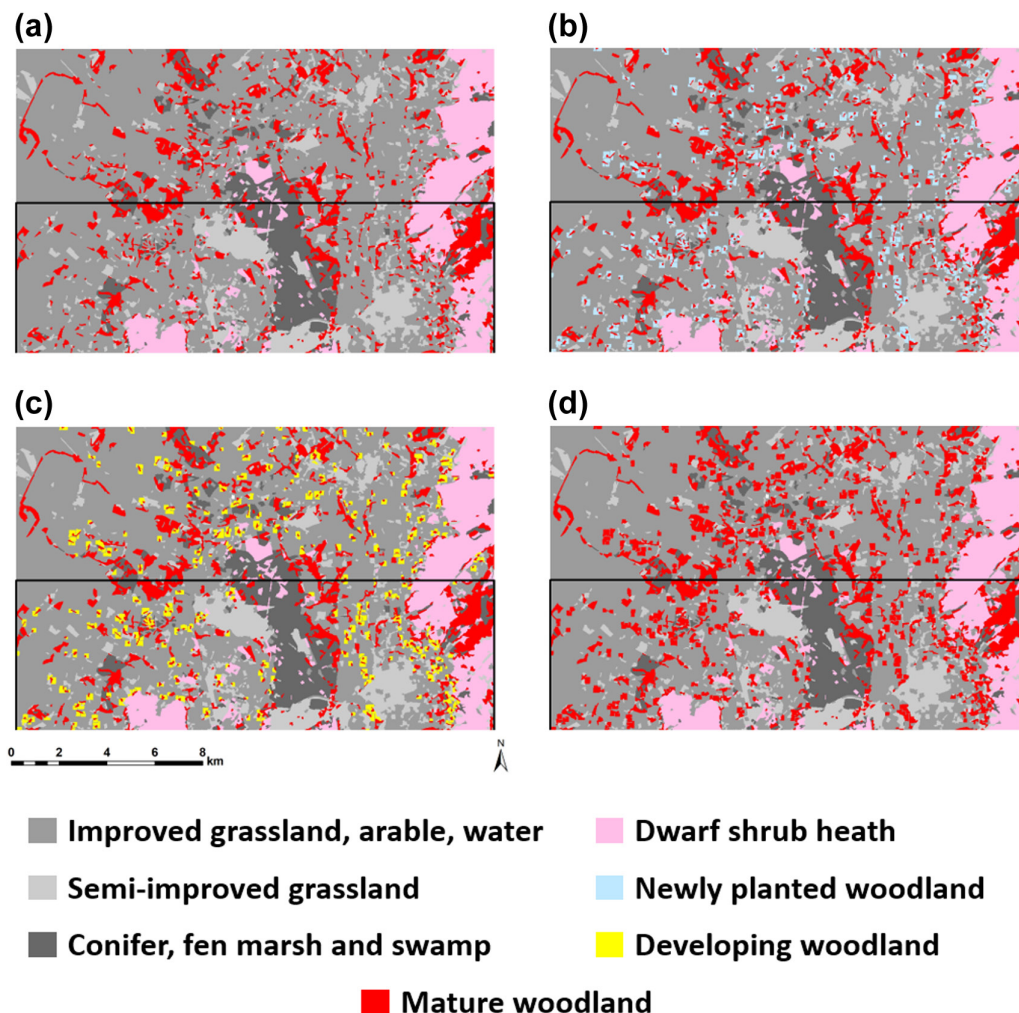 (a)
(b)
(c)
(d)
0 2 4 6 8
km
N
Improved grassland, arable, water
Dwarf shrub heath
Semi-improved grassland
Newly planted woodland
Conifer, fen marsh and swamp
Developing woodland
Mature woodland